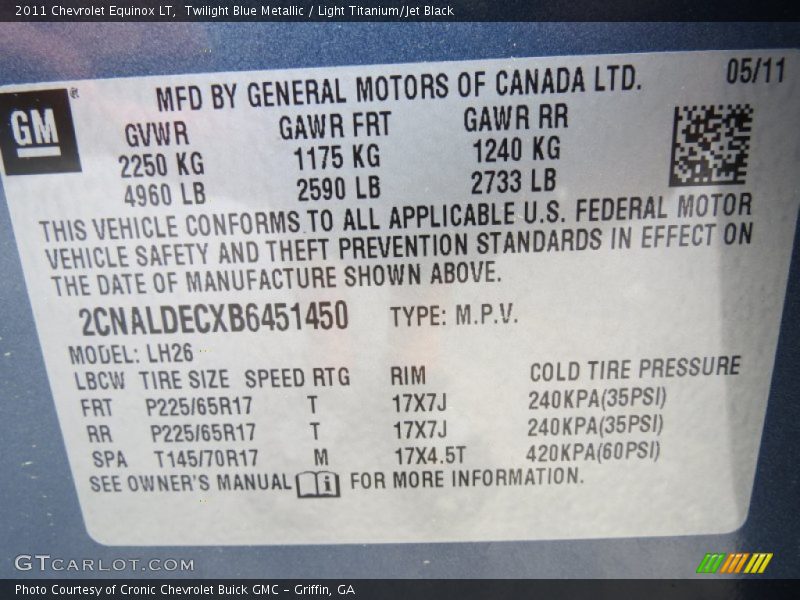 2011 Chevrolet Equinox LT, Twilight Blue Metallic / Light Titanium/Jet Black
05/11
MFD BY GENERAL MOTORS OF CANADA LTD.
GM ®
GVWR GAWR FRT GAWR RR
2250 KG 1175 KG 1240 KG
4960 LB 2590 LB 2733 LB
THIS VEHICLE CONFORMS TO ALL APPLICABLE U.S. FEDERAL MOTOR
VEHICLE SAFETY AND THEFT PREVENTION STANDARDS IN EFFECT ON
THE DATE OF MANUFACTURE SHOWN ABOVE.
2CNALDECXB6451450 TYPE: M.P.V.
MODEL: LH26
LBCW TIRE SIZE SPEED RTG RIM COLD TIRE PRESSURE
FRT P225/65R17 T 17X7J 240KPA(35PSI)
RR P225/65R17 T 17X7J 240KPA(35PSI)
SPA T145/70R17 M 17X4.5T 420KPA(60PSI)
SEE OWNER'S MANUAL i FOR MORE INFORMATION.
GTCARLOT.COM
Photo Courtesy of Cronic Chevrolet Buick GMC – Griffin, GA